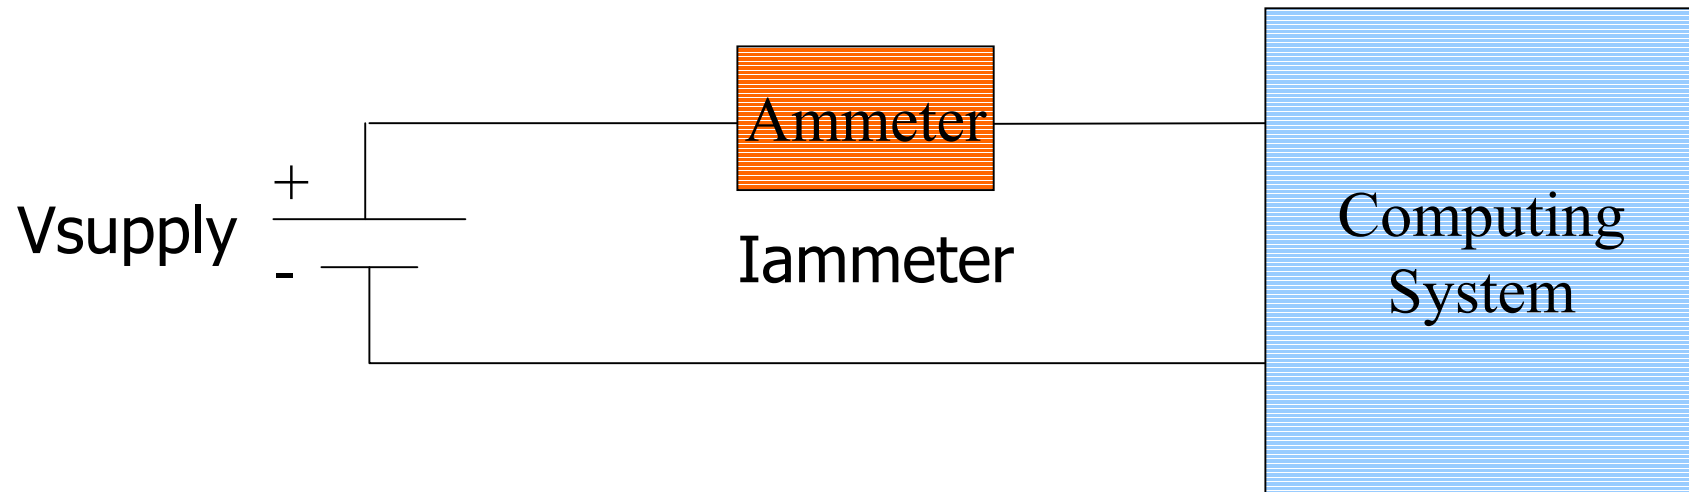 Ammeter
+
Vsupply
-
Iammeter
Computing
System